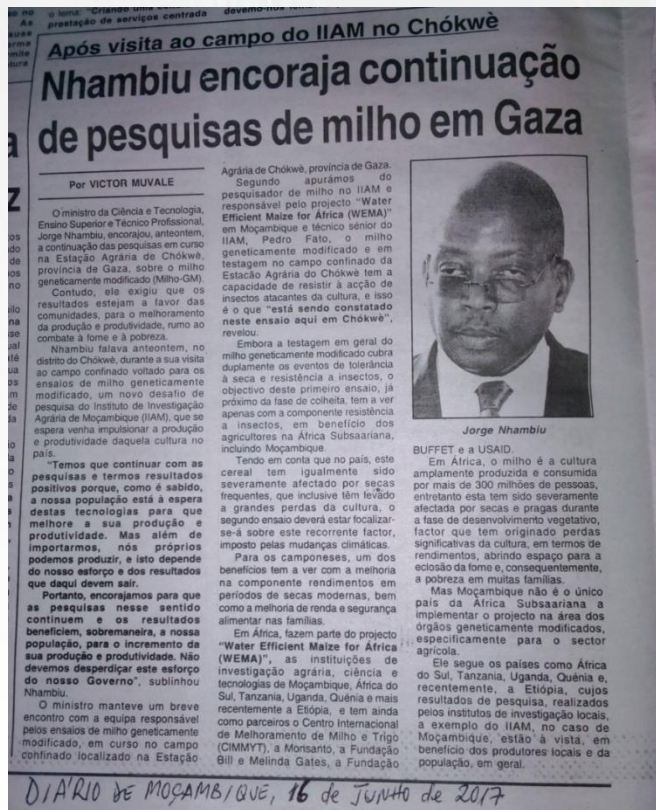 o tema: "Criando uma
prestação de serviços centrada
devemo-nos
Após visita ao campo do IIAM no Chókwè
Nhambiu encoraja continuação
de pesquisas de milho em Gaza
Por VICTOR MUVALE
O ministro da Ciência e Tecnologia,
Ensino Superior e Técnico Profissional,
Jorge Nhambiu, encorajou, anteontem,
a continuação das pesquisas em curso
na Estação Agrária de Chókwè,
província de Gaza, sobre o milho
geneticamente modificado (Milho-GM).
Contudo, ele exigiu que os
resultados estejam a favor das
comunidades, para o melhoramento
da produção e produtividade, rumo ao
combate à fome e à pobreza.
Nhambiu falava anteontem, no
distrito do Chókwè, durante a sua visita
ao campo confinado voltado para os
ensaios de milho geneticamente
modificado, um novo desafio de
pesquisa do Instituto de Investigação
Agrária de Moçambique (IIAM), que se
espera venha impulsionar a produção
e produtividade daquela cultura no
país.
"Temos que continuar com as
pesquisas e termos resultados
positivos porque, como é sabido,
a nossa população está à espera
destas tecnologias para que
melhore a sua produção e
produtividade. Mas além de
importarmos, nós próprios
podemos produzir, e isto depende
do nosso esforço e dos resultados
que daqui devem sair.
Portanto, encorajamos para que
as pesquisas nesse sentido
continuem e os resultados
beneficiem, sobremaneira, a nossa
população, para o incremento da
sua produção e produtividade. Não
devemos desperdiçar este esforço
do nosso Governo", sublinhou
Nhambiu.
O ministro manteve um breve
encontro com a equipa responsável
pelos ensaios de milho geneticamente
modificado, em curso no campo
confinado localizado na Estação
Agrária de Chókwè, província de Gaza.
Segundo apurámos do
pesquisador de milho no IIAM e
responsável pelo projecto "Water
Efficient Maize for África (WEMA)"
em Moçambique e técnico sénior do
IIAM, Pedro Fato, o milho
geneticamente modificado e em
testagem no campo confinado da
Estacão Agrária do Chókwè tem a
capacidade de resistir à acção de
insectos atacantes da cultura, e isso
é o que "está sendo constatado
neste ensaio aqui em Chókwè",
revelou.
Embora a testagem em geral do
milho geneticamente modificado cubra
duplamente os eventos de tolerância
à seca e resistência a insectos, o
objectivo deste primeiro ensaio, já
próximo da fase de colheita, tem a ver
apenas com a componente resistência
a insectos, em benefício dos
agricultores na África Subsaariana,
incluindo Moçambique.
Tendo em conta que no país, este
cereal tem igualmente sido
severamente afectado por secas
frequentes, que inclusive têm levado
a grandes perdas da cultura, o
segundo ensaio deverá estar focalizar-
se-á sobre este recorrente factor,
imposto pelas mudanças climáticas.
Para os camponeses, um dos
benefícios tem a ver com a melhoria
na componente rendimentos em
períodos de secas modernas, bem
como a melhoria de renda e segurança
alimentar nas famílias.
Em África, fazem parte do projecto
"Water Efficient Maize for África
(WEMA)", as instituições de
investigação agrária, ciência e
tecnologias de Moçambique, África do
Sul, Tanzania, Uganda, Quénia e mais
recentemente a Etiópia, e tem ainda
como parceiros o Centro Internacional
de Melhoramento de Milho e Trigo
(CIMMYT), a Monsanto, a Fundação
Bill e Melinda Gates, a Fundação
Jorge Nhambiu
BUFFET e a USAID.
Em África, o milho é a cultura
amplamente produzida e consumida
por mais de 300 milhões de pessoas,
entretanto esta tem sido severamente
afectada por secas e pragas durante
a fase de desenvolvimento vegetativo,
factor que tem originado perdas
significativas da cultura, em termos de
rendimentos, abrindo espaço para a
eclosão da fome e, consequentemente,
a pobreza em muitas famílias.
Mas Moçambique não é o único
país da África Subsaariana a
implementar o projecto na área dos
órgãos geneticamente modificados,
especificamente para o sector
agrícola.
Ele segue os países como África
do Sul, Tanzania, Uganda, Quénia e,
recentemente, a Etiópia, cujos
resultados de pesquisa, realizados
pelos institutos de investigação locais,
a exemplo do IIAM, no caso de
Moçambique, estão à vista, em
benefício dos produtores locais e da
população, em geral.
DIÁRIO DE MOÇAMBIQUE, 16 de JUNHO de 2017